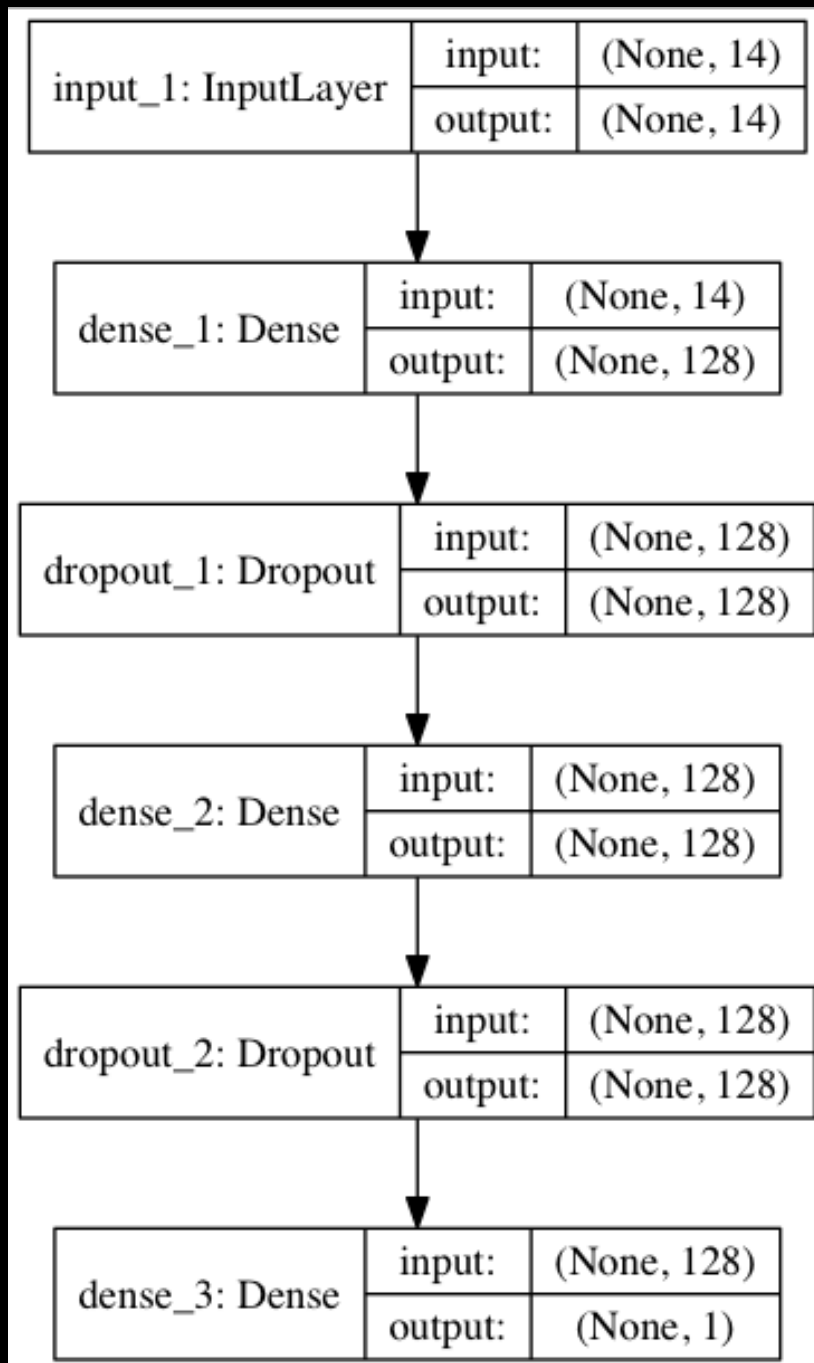 input_1: InputLayer
input: (None, 14)
output: (None, 14)
dense_1: Dense
input: (None, 14)
output: (None, 128)
dropout_1: Dropout
input: (None, 128)
output: (None, 128)
dense_2: Dense
input: (None, 128)
output: (None, 128)
dropout_2: Dropout
input: (None, 128)
output: (None, 128)
dense_3: Dense
input: (None, 128)
output: (None, 1)